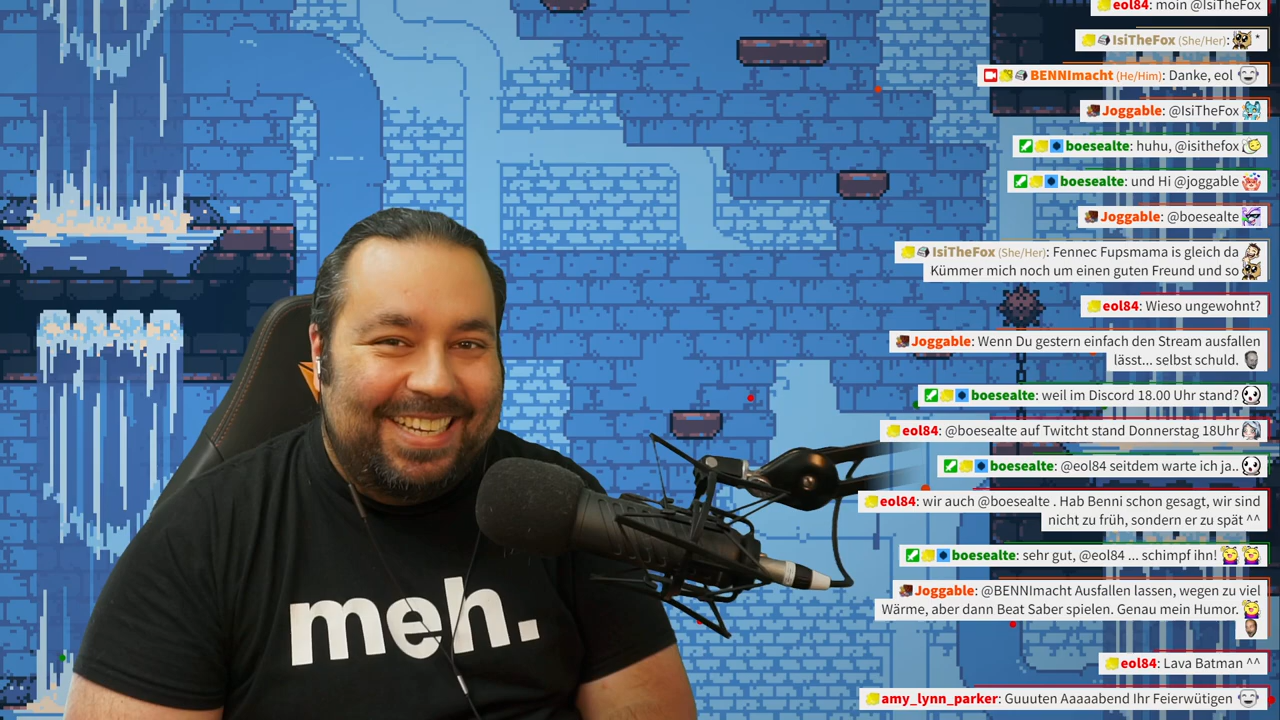 eol84: moin @IsiTheFox
IsiTheFox (She/Her): *
BENNImacht (He/Him): Danke, eol
Joggable: @IsiTheFox
boesealte: huhu, @isithefox
boesealte: und Hi @joggable
Joggable: @boesealte
IsiTheFox (She/Her): Fennec Fupsmama is gleich da
Kümmer mich noch um einen guten Freund und so
eol84: Wieso ungewohnt?
Joggable: Wenn Du gestern einfach den Stream ausfallen
lässt... selbst schuld.
boesealte: weil im Discord 18.00 Uhr stand?
eol84: @boesealte auf Twitcht stand Donnerstag 18Uhr
boesealte: @eol84 seitdem warte ich ja..
eol84: wir auch @boesealte . Hab Benni schon gesagt, wir sind
nicht zu früh, sondern er zu spät ^^
boesealte: sehr gut, @eol84 ... schimpf ihn!
Joggable: @BENNImacht Ausfallen lassen, wegen zu viel
Wärme, aber dann Beat Saber spielen. Genau mein Humor.
eol84: Lava Batman ^^
amy_lynn_parker: Guuuten Aaaaabend Ihr Feierwütigen
meh.